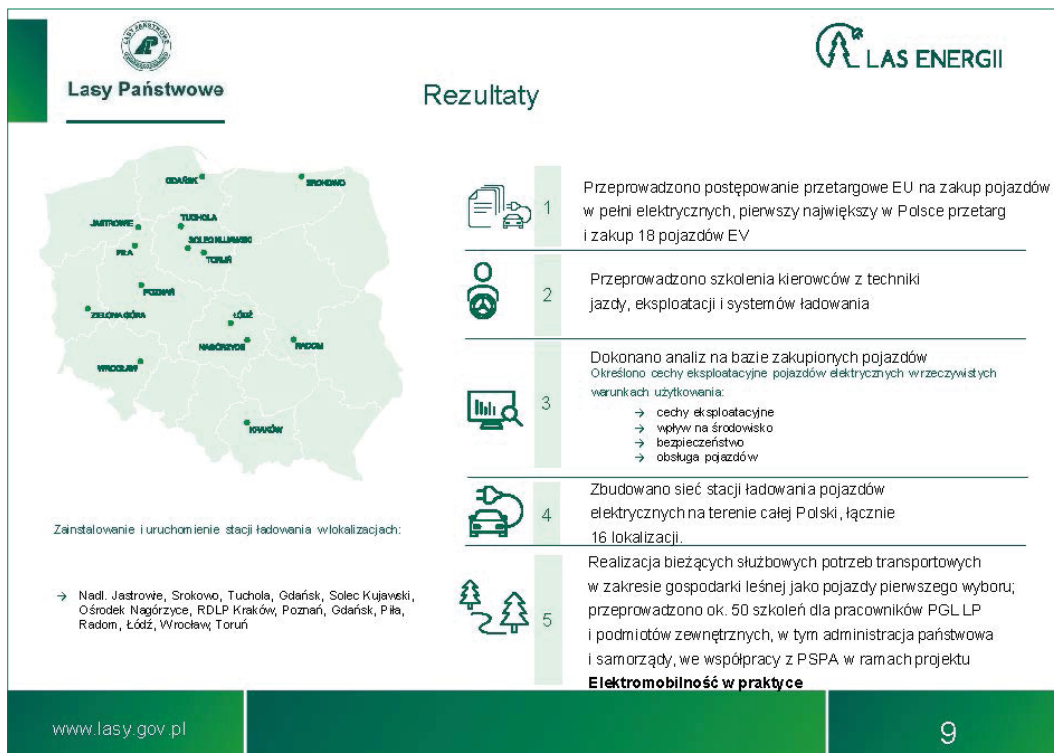 LASY PAŃSTWOWE
Lasy Państwowe
LAS ENERGII
Rezultaty
GDAŃSK
SROKOWO
JASTROWIE
TUCHOLA
SOLEC KUJAWSKI
PIŁA
TORUŃ
POZNAŃ
ZIELONA GÓRA
ŁÓDŹ
NAGÓRZYCE
RADOM
WROCŁAW
KRAKÓW
Zainstalowanie i uruchomienie stacji ładowania w lokalizacjach:
→ Nadl. Jastrowie, Srokowo, Tuchola, Gdańsk, Solec Kujawski,
Ośrodek Nagórzyce, RDLP Kraków, Poznań, Gdańsk, Piła,
Radom, Łódź, Wrocław, Toruń
1
Przeprowadzono postępowanie przetargowe EU na zakup pojazdów
w pełni elektrycznych, pierwszy największy w Polsce przetarg
i zakup 18 pojazdów EV
2
Przeprowadzono szkolenia kierowców z techniki
jazdy, eksploatacji i systemów ładowania
3
Dokonano analiz na bazie zakupionych pojazdów
Określono cechy eksploatacyjne pojazdów elektrycznych w rzeczywistych
warunkach użytkowania:
→ cechy eksploatacyjne
→ wpływ na środowisko
→ bezpieczeństwo
→ obsługa pojazdów
4
Zbudowano sieć stacji ładowania pojazdów
elektrycznych na terenie całej Polski, łącznie
16 lokalizacji.
5
Realizacja bieżących służbowych potrzeb transportowych
w zakresie gospodarki leśnej jako pojazdy pierwszego wyboru;
przeprowadzono ok. 50 szkoleń dla pracowników PGL LP
i podmiotów zewnętrznych, w tym administracja państwowa
i samorządy, we współpracy z PSPA w ramach projektu
Elektromobilność w praktyce
www.lasy.gov.pl
9